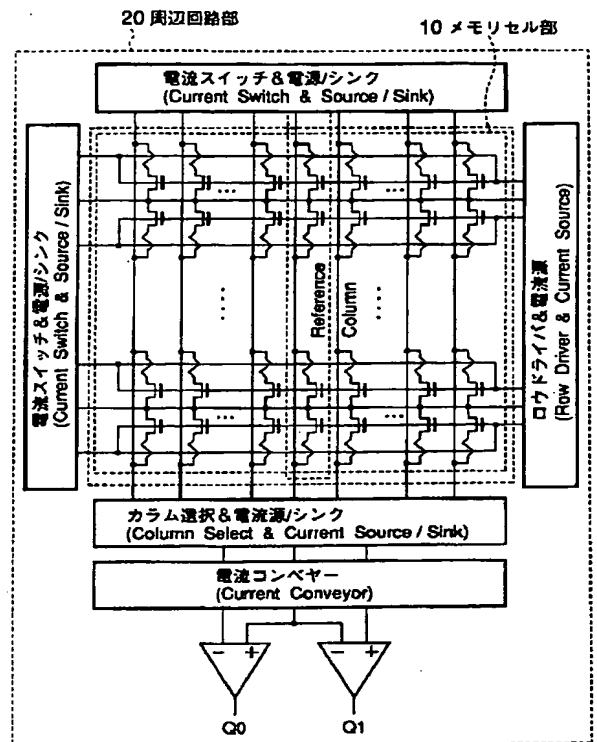 20 周辺回路部
10 メモリセル部
電流スイッチ&電源/シンク
(Current Switch & Source / Sink)
電流スイッチ&電源/シンク
(Current Switch & Source / Sink)
Reference
Column
ロウドライバ&電流源
(Row Driver & Current Source)
カラム選択&電流源/シンク
(Column Select & Current Source / Sink)
電流コンベヤー
(Current Conveyor)
− + − +
Q0 Q1